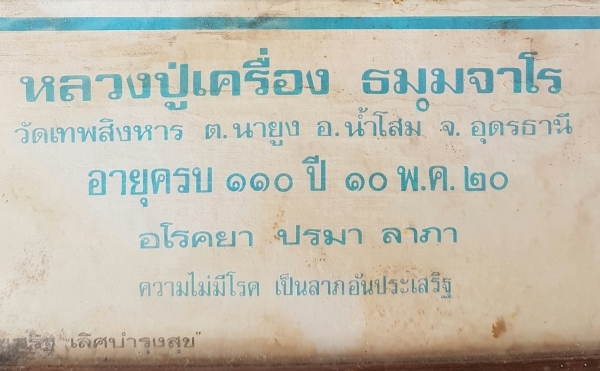 หลวงปู่เครื่อง ธมฺมจาโร
วัดเทพสิงหาร ต.นายูง อ.น้ำโสม จ.อุดรธานี
อายุครบ ๑๑๐ ปี ๑๐ พ.ค. ๒๐
อโรคยา ปรมา ลาภา
ความไม่มีโรค เป็นลาภอันประเสริฐ
"เลิศบำรุงสุข"